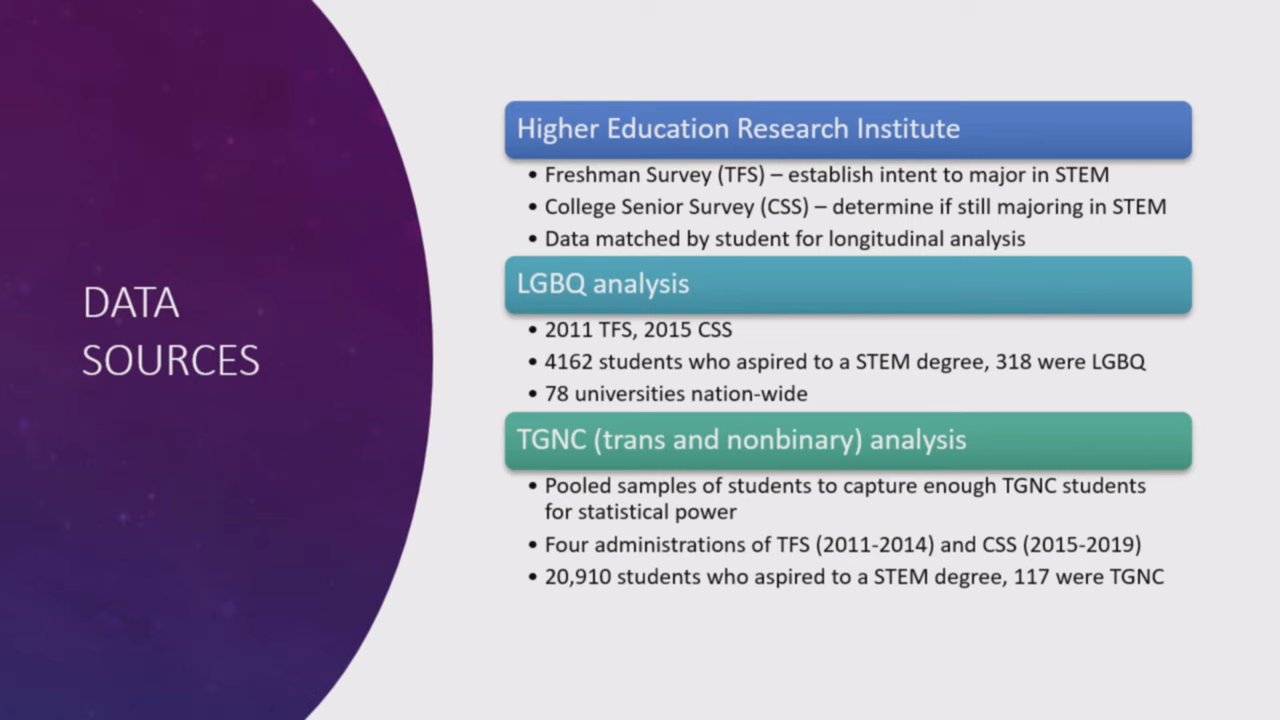 DATA
SOURCES
Higher Education Research Institute
• Freshman Survey (TFS) – establish intent to major in STEM
• College Senior Survey (CSS) – determine if still majoring in STEM
• Data matched by student for longitudinal analysis
LGBQ analysis
• 2011 TFS, 2015 CSS
• 4162 students who aspired to a STEM degree, 318 were LGBQ
• 78 universities nation-wide
TGNC (trans and nonbinary) analysis
• Pooled samples of students to capture enough TGNC students
for statistical power
• Four administrations of TFS (2011-2014) and CSS (2015-2019)
• 20,910 students who aspired to a STEM degree, 117 were TGNC